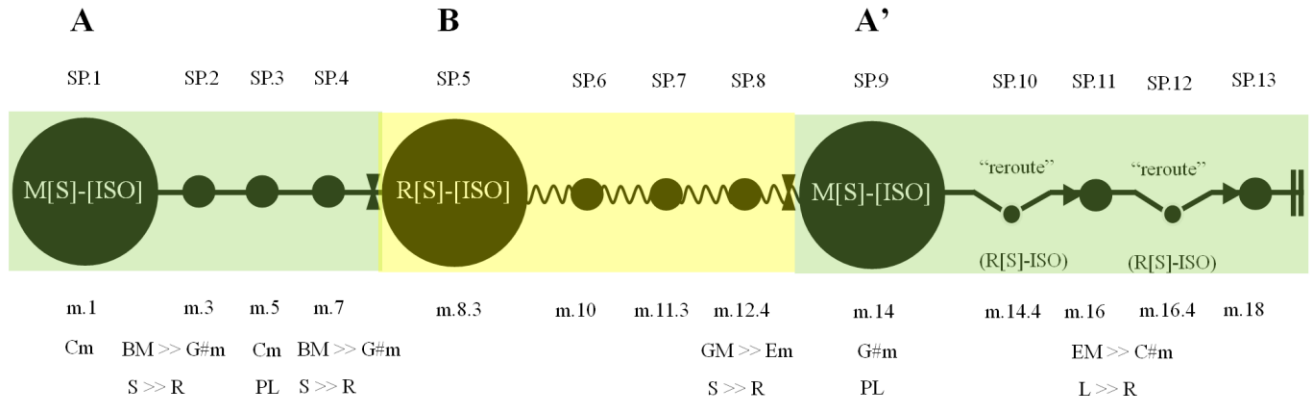 A B A’
SP.1 SP.2 SP.3 SP.4 SP.5 SP.6 SP.7 SP.8 SP.9 SP.10 SP.11 SP.12 SP.13
“reroute” “reroute”
M[S]-[ISO] R[S]-[ISO] M[S]-[ISO]
(R[S]-ISO) (R[S]-ISO)
m.1 m.3 m.5 m.7 m.8.3 m.10 m.11.3 m.12.4 m.14 m.14.4 m.16 m.16.4 m.18
Cm BM >> G#m Cm BM >> G#m GM >> Em G#m EM >> C#m
S >> R PL S >> R S >> R PL L >> R